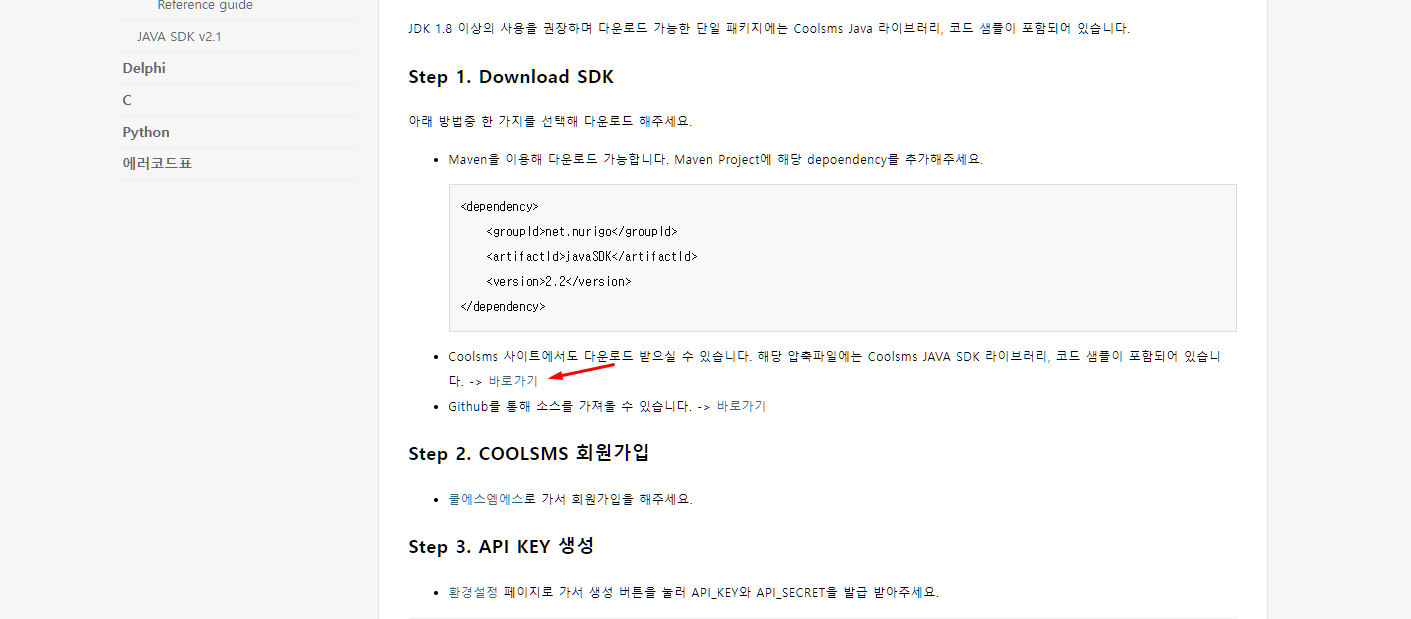 Reference guide
JAVA SDK v2.1
Delphi
C
Python
에러코드표
JDK 1.8 이상의 사용을 권장하며 다운로드 가능한 단일 패키지에는 Coolsms Java 라이브러리, 코드 샘플이 포함되어 있습니다.
Step 1. Download SDK
아래 방법중 한 가지를 선택해 다운로드 해주세요.
• Maven을 이용해 다운로드 가능합니다. Maven Project에 해당 depoendency를 추가해주세요.
<dependency>
    <groupId>net.nurigo</groupId>
    <artifactId>javaSDK</artifactId>
    <version>2.2</version>
</dependency>
• Coolsms 사이트에서도 다운로드 받으실 수 있습니다. 해당 압축파일에는 Coolsms JAVA SDK 라이브러리, 코드 샘플이 포함되어 있습니
다. -> 바로가기
• Github를 통해 소스를 가져올 수 있습니다. -> 바로가기
Step 2. COOLSMS 회원가입
• 쿨에스엠에스로 가서 회원가입을 해주세요.
Step 3. API KEY 생성
• 환경설정 페이지로 가서 생성 버튼을 눌러 API_KEY와 API_SECRET을 발급 받아주세요.